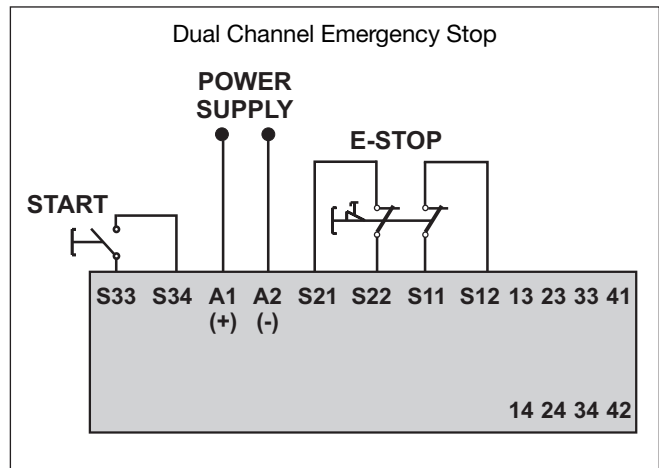 Dual Channel Emergency Stop
POWER
SUPPLY
E-STOP
START
S33 S34 A1 A2 S21 S22 S11 S12 13 23 33 41
(+) (-)
14 24 34 42